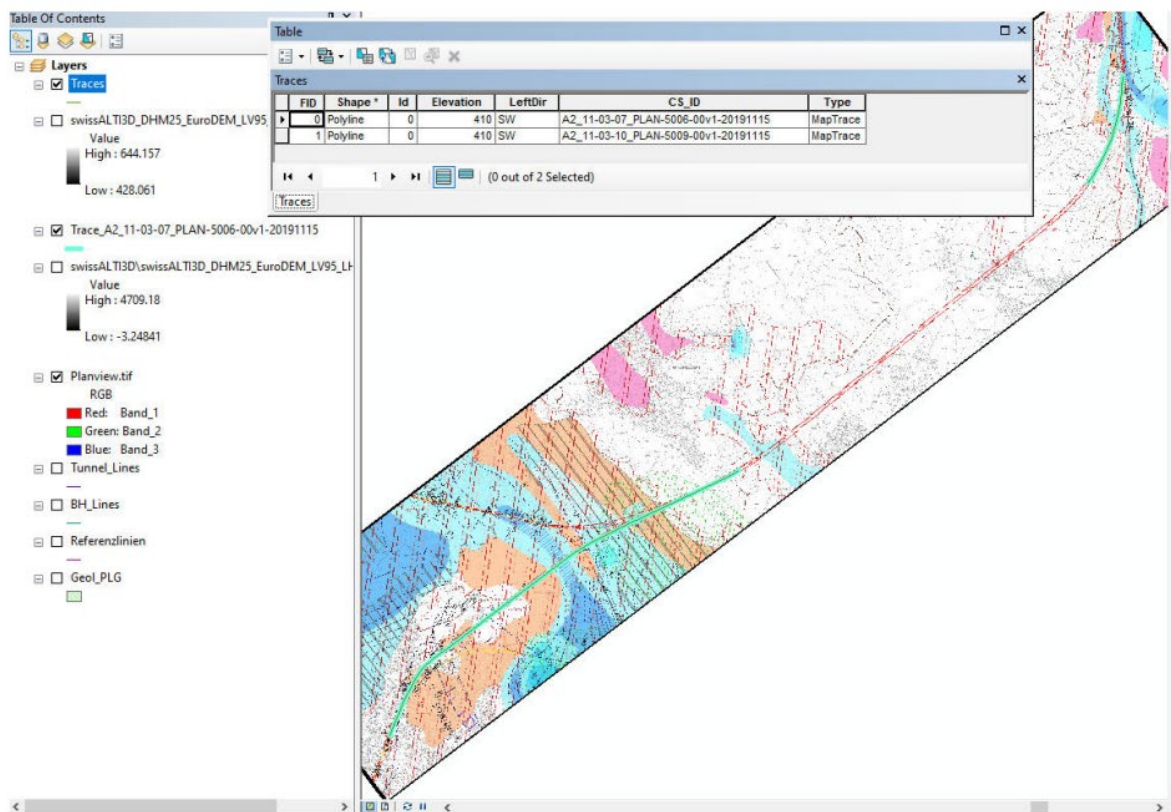 Table Of Contents
Layers
Traces
swissALTI3D_DHM25_EuroDEM_LV95_
Value
High : 644.157
Low : 428.061
Trace_A2_11-03-07_PLAN-5006-00v1-20191115
swissALTI3D\swissALTI3D_DHM25_EuroDEM_LV95_LH
Value
High : 4709.18
Low : -3.24841
Planview.tif
RGB
Red: Band_1
Green: Band_2
Blue: Band_3
Tunnel_Lines
BH_Lines
Referenzlinien
Geol_PLG
Table
Traces
FID Shape * Id Elevation LeftDir CS_ID Type
0 Polyline 0 410 SW A2_11-03-07_PLAN-5006-00v1-20191115 MapTrace
1 Polyline 0 410 SW A2_11-03-10_PLAN-5009-00v1-20191115 MapTrace
1 (0 out of 2 Selected)
Traces